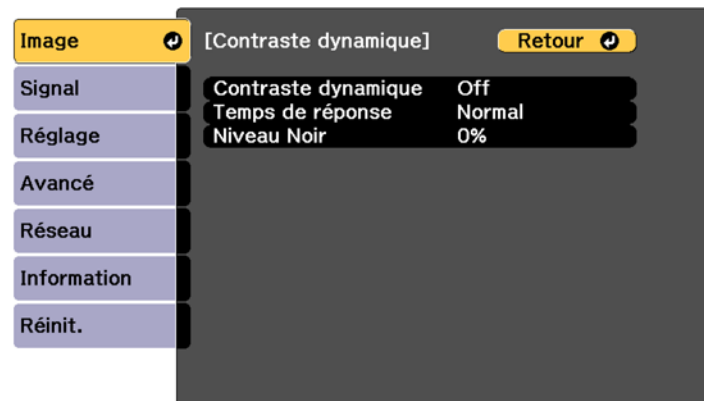 Image
Signal
Réglage
Avancé
Réseau
Information
Réinit.
[Contraste dynamique] Retour
Contraste dynamique Off
Temps de réponse Normal
Niveau Noir 0%